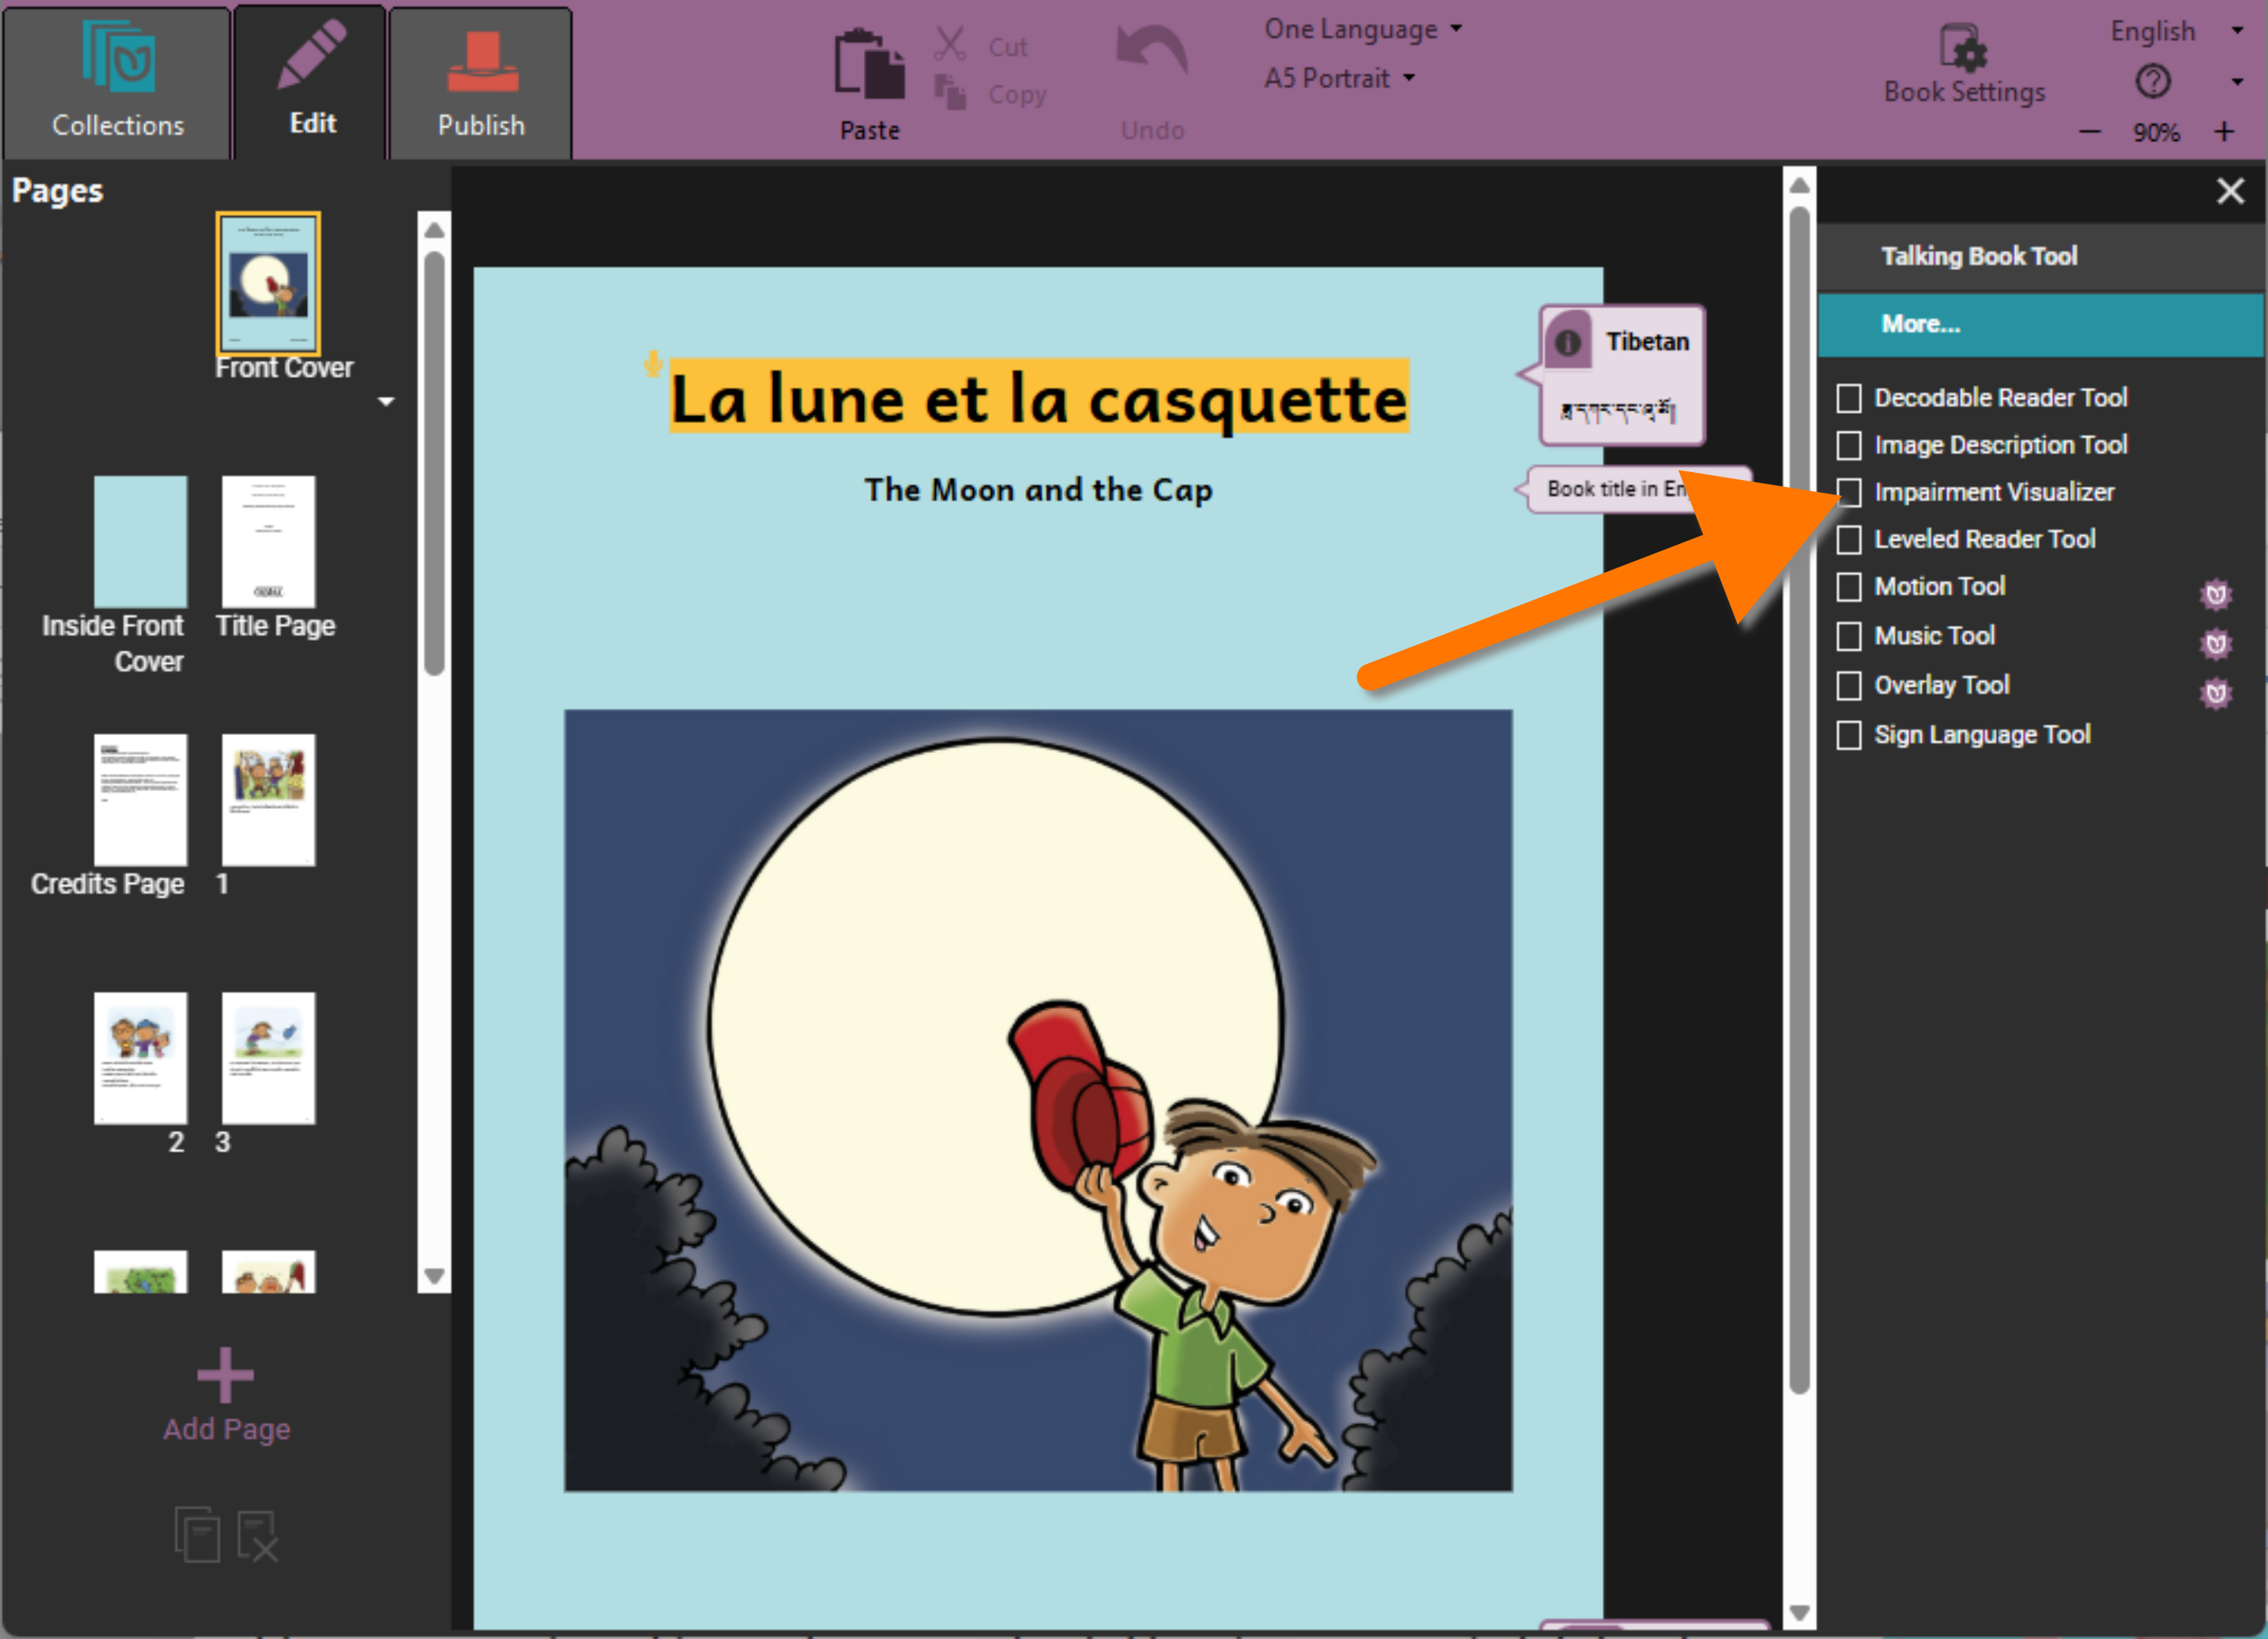 Collections
Edit
Publish
Paste
Cut
Copy
Undo
One Language
A5 Portrait
Book Settings
English
90%
Pages
Front Cover
Inside Front
Cover
Title Page
Credits Page
1
2
3
Add Page
La lune et la casquette
The Moon and the Cap
Tibetan
Book title in
Talking Book Tool
More...
Decodable Reader Tool
Image Description Tool
Impairment Visualizer
Leveled Reader Tool
Motion Tool
Music Tool
Overlay Tool
Sign Language Tool